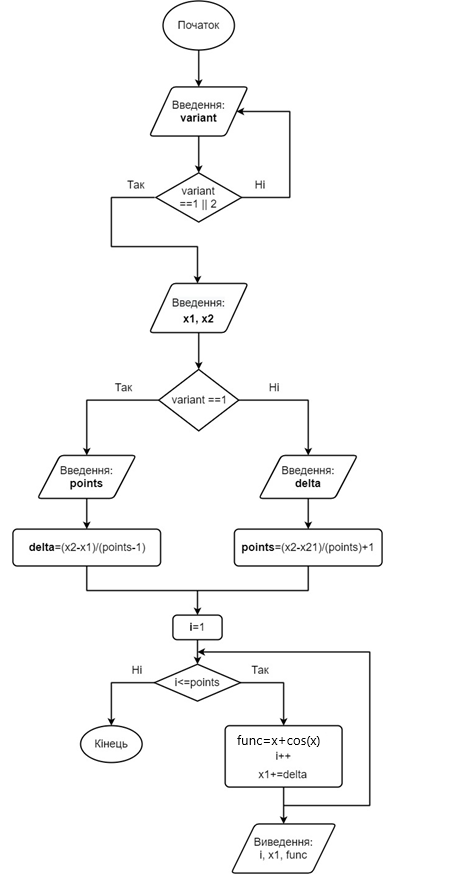 Початок
Введення:
variant
Так
Ні
variant
==1 || 2
Введення:
x1, x2
Так
Ні
variant ==1
Введення:
points
Введення:
delta
delta=(x2-x1)/(points-1)
points=(x2-x21)/(points)+1
i=1
Ні
Так
i<=points
Кінець
func=x+cos(x)
i++
x1+=delta
Виведення:
i, x1, func